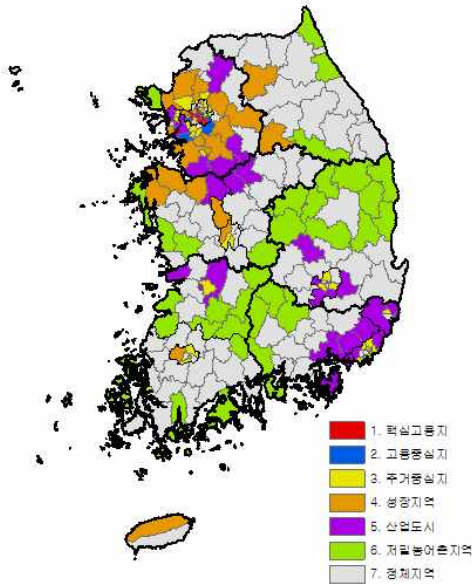 1. 핵심고용지
2. 고용중심지
3. 주거중심지
4. 성장지역
5. 산업도시
6. 저밀농어촌지역
7. 정체지역